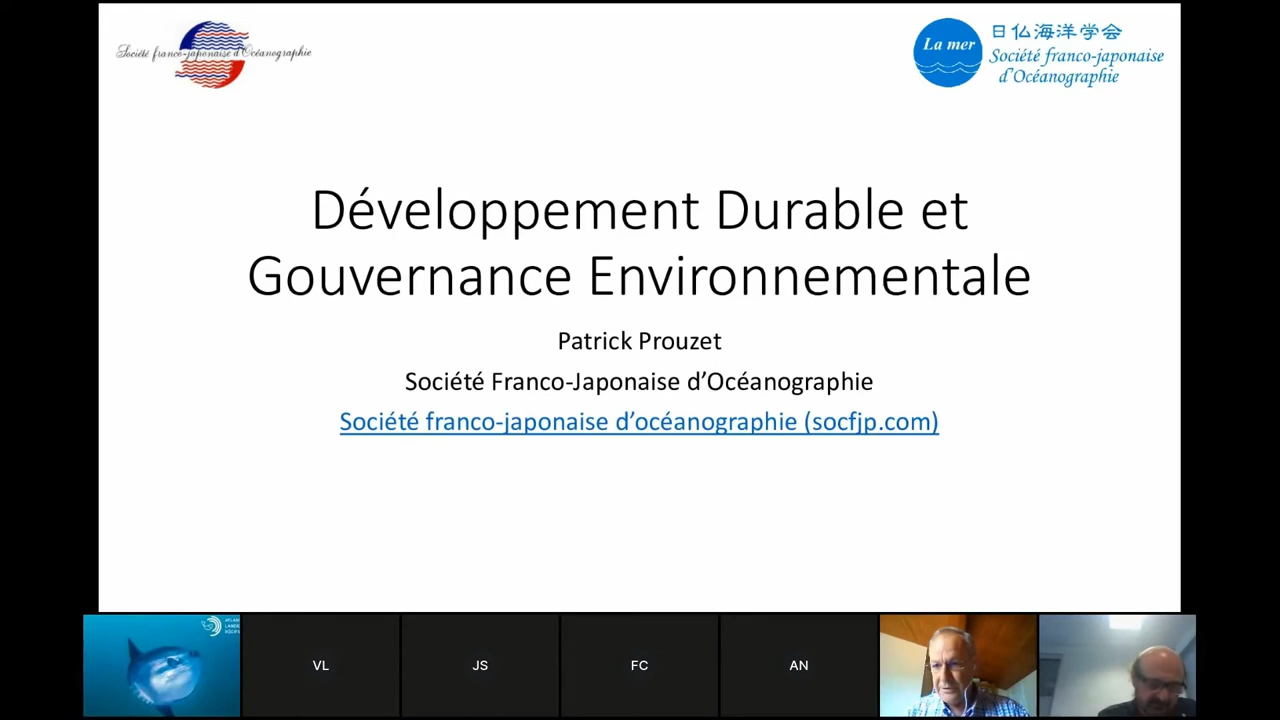 Société franco-japonaise d'Océanographie
La mer
日仏海洋学会
Société franco-japonaise
d'Océanographie
Développement Durable et
Gouvernance Environnementale
Patrick Prouzet
Société Franco-Japonaise d’Océanographie
Société franco-japonaise d’océanographie (socfjp.com)
VL
JS
FC
AN